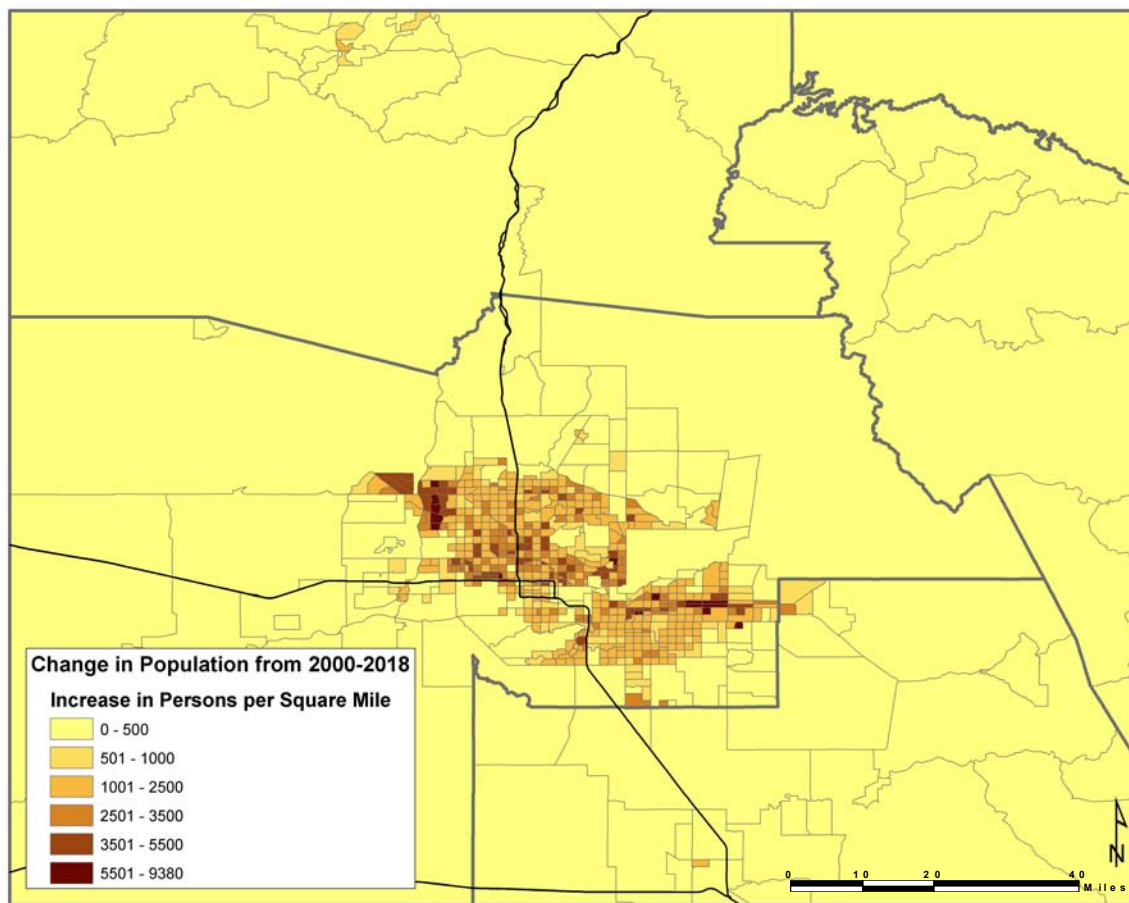 Change in Population from 2000-2018
Increase in Persons per Square Mile
0 - 500
501 - 1000
1001 - 2500
2501 - 3500
3501 - 5500
5501 - 9380
N
0 10 20 40
Miles